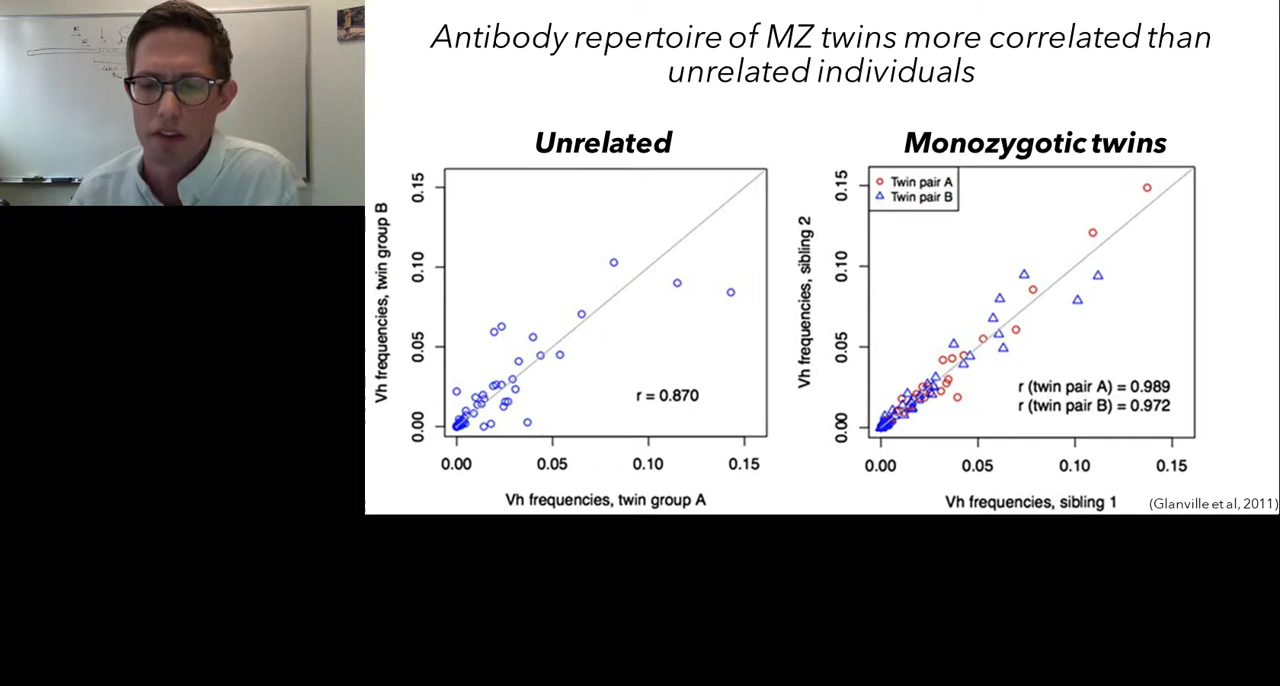 Antibody repertoire of MZ twins more correlated than
unrelated individuals
Unrelated
Vh frequencies, twin group B
0.15
0.10
0.05
0.00
r = 0.870
0.00 0.05 0.10 0.15
Vh frequencies, twin group A
Monozygotic twins
Vh frequencies, sibling 2
0.15
0.10
0.05
0.00
Twin pair A
Twin pair B
r (twin pair A) = 0.989
r (twin pair B) = 0.972
0.00 0.05 0.10 0.15
Vh frequencies, sibling 1
(Glanville et al, 2011)